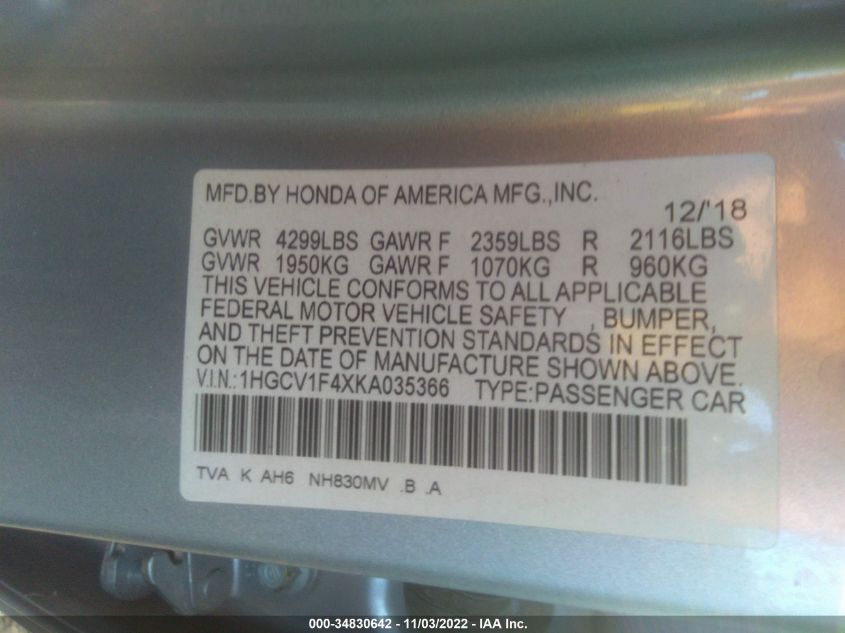 MFD.BY HONDA OF AMERICA MFG.,INC.
12/'18
GVWR 4299LBS GAWR F 2359LBS R 2116LBS
GVWR 1950KG GAWR F 1070KG R 960KG
THIS VEHICLE CONFORMS TO ALL APPLICABLE
FEDERAL MOTOR VEHICLE SAFETY , BUMPER,
AND THEFT PREVENTION STANDARDS IN EFFECT
ON THE DATE OF MANUFACTURE SHOWN ABOVE.
V.I.N.:1HGCV1F4XKA035366 TYPE:PASSENGER CAR
TVA K AH6 NH830MV .B .A
000-34830642 - 11/03/2022 - IAA Inc.